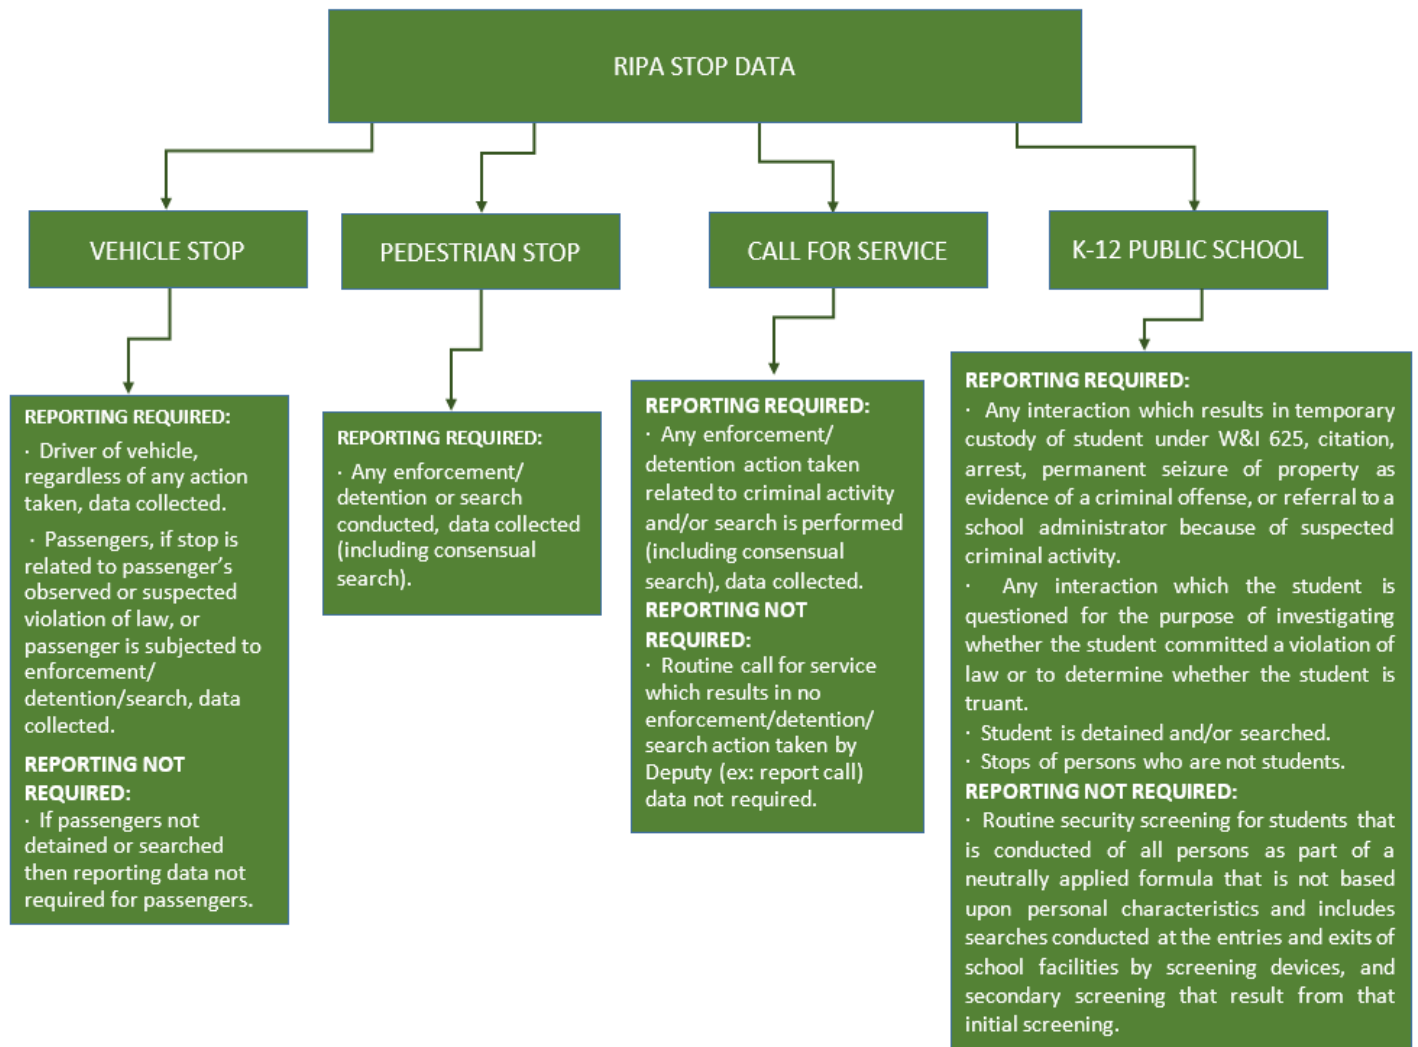 RIPA STOP DATA
VEHICLE STOP
PEDESTRIAN STOP
CALL FOR SERVICE
K-12 PUBLIC SCHOOL
REPORTING REQUIRED:
· Driver of vehicle,
regardless of any action
taken, data collected.
· Passengers, if stop is
related to passenger's
observed or suspected
violation of law, or
passenger is subjected to
enforcement/
detention/search, data
collected.
REPORTING NOT
REQUIRED:
· If passengers not
detained or searched
then reporting data not
required for passengers.
REPORTING REQUIRED:
· Any enforcement/
detention or search
conducted, data collected
(including consensual
search).
REPORTING REQUIRED:
· Any enforcement/
detention action taken
related to criminal activity
and/or search is performed
(including consensual
search), data collected.
REPORTING NOT
REQUIRED:
· Routine call for service
which results in no
enforcement/detention/
search action taken by
Deputy (ex: report call)
data not required.
REPORTING REQUIRED:
· Any interaction which results in temporary
custody of student under W&I 625, citation,
arrest, permanent seizure of property as
evidence of a criminal offense, or referral to a
school administrator because of suspected
criminal activity.
· Any interaction which the student is
questioned for the purpose of investigating
whether the student committed a violation of
law or to determine whether the student is
truant.
· Student is detained and/or searched.
· Stops of persons who are not students.
REPORTING NOT REQUIRED:
· Routine security screening for students that
is conducted of all persons as part of a
neutrally applied formula that is not based
upon personal characteristics and includes
searches conducted at the entries and exits of
school facilities by screening devices, and
secondary screening that result from that
initial screening.